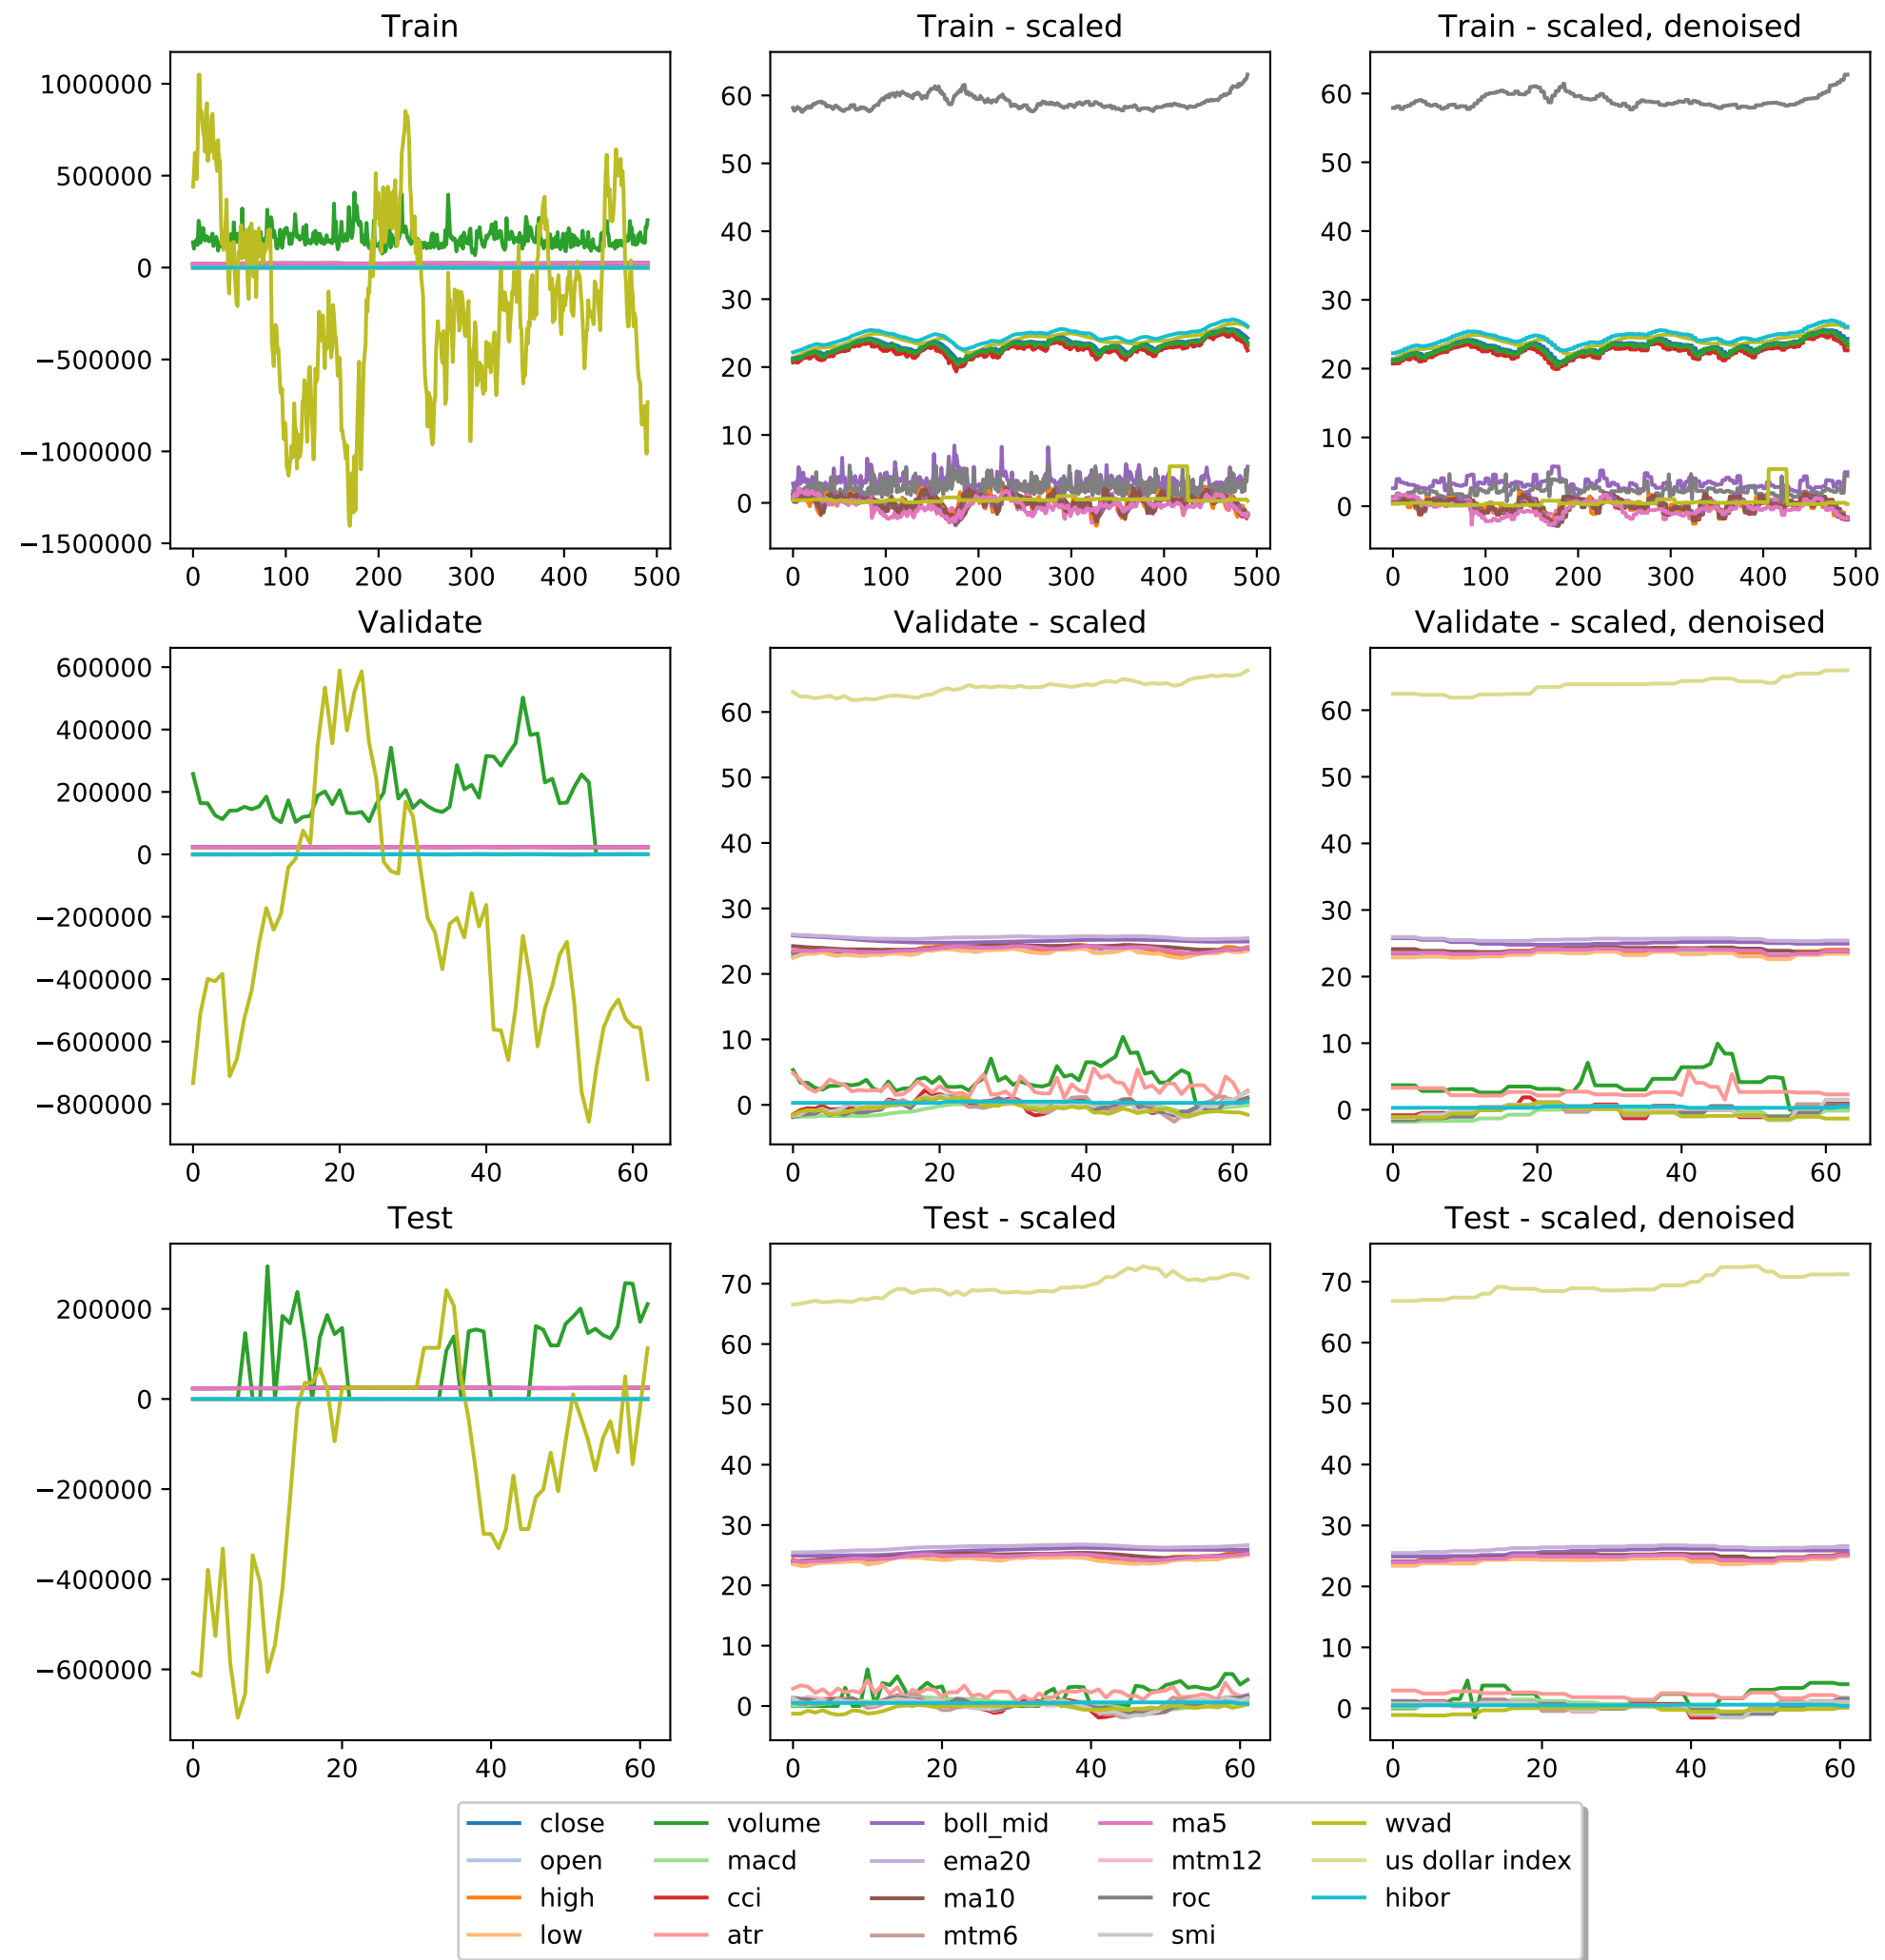 Train
Train - scaled
Train - scaled, denoised
1000000
500000
0
−500000
−1000000
−1500000
0 100 200 300 400 500
60
50
40
30
20
10
0
0 100 200 300 400 500
60
50
40
30
20
10
0
0 100 200 300 400 500
Validate
Validate - scaled
Validate - scaled, denoised
600000
400000
200000
0
−200000
−400000
−600000
−800000
0 20 40 60
60
50
40
30
20
10
0
0 20 40 60
60
50
40
30
20
10
0
0 20 40 60
Test
Test - scaled
Test - scaled, denoised
200000
0
−200000
−400000
−600000
0 20 40 60
70
60
50
40
30
20
10
0
0 20 40 60
70
60
50
40
30
20
10
0
0 20 40 60
close
open
high
low
volume
macd
cci
atr
boll_mid
ema20
ma10
mtm6
ma5
mtm12
roc
smi
wvad
us dollar index
hibor